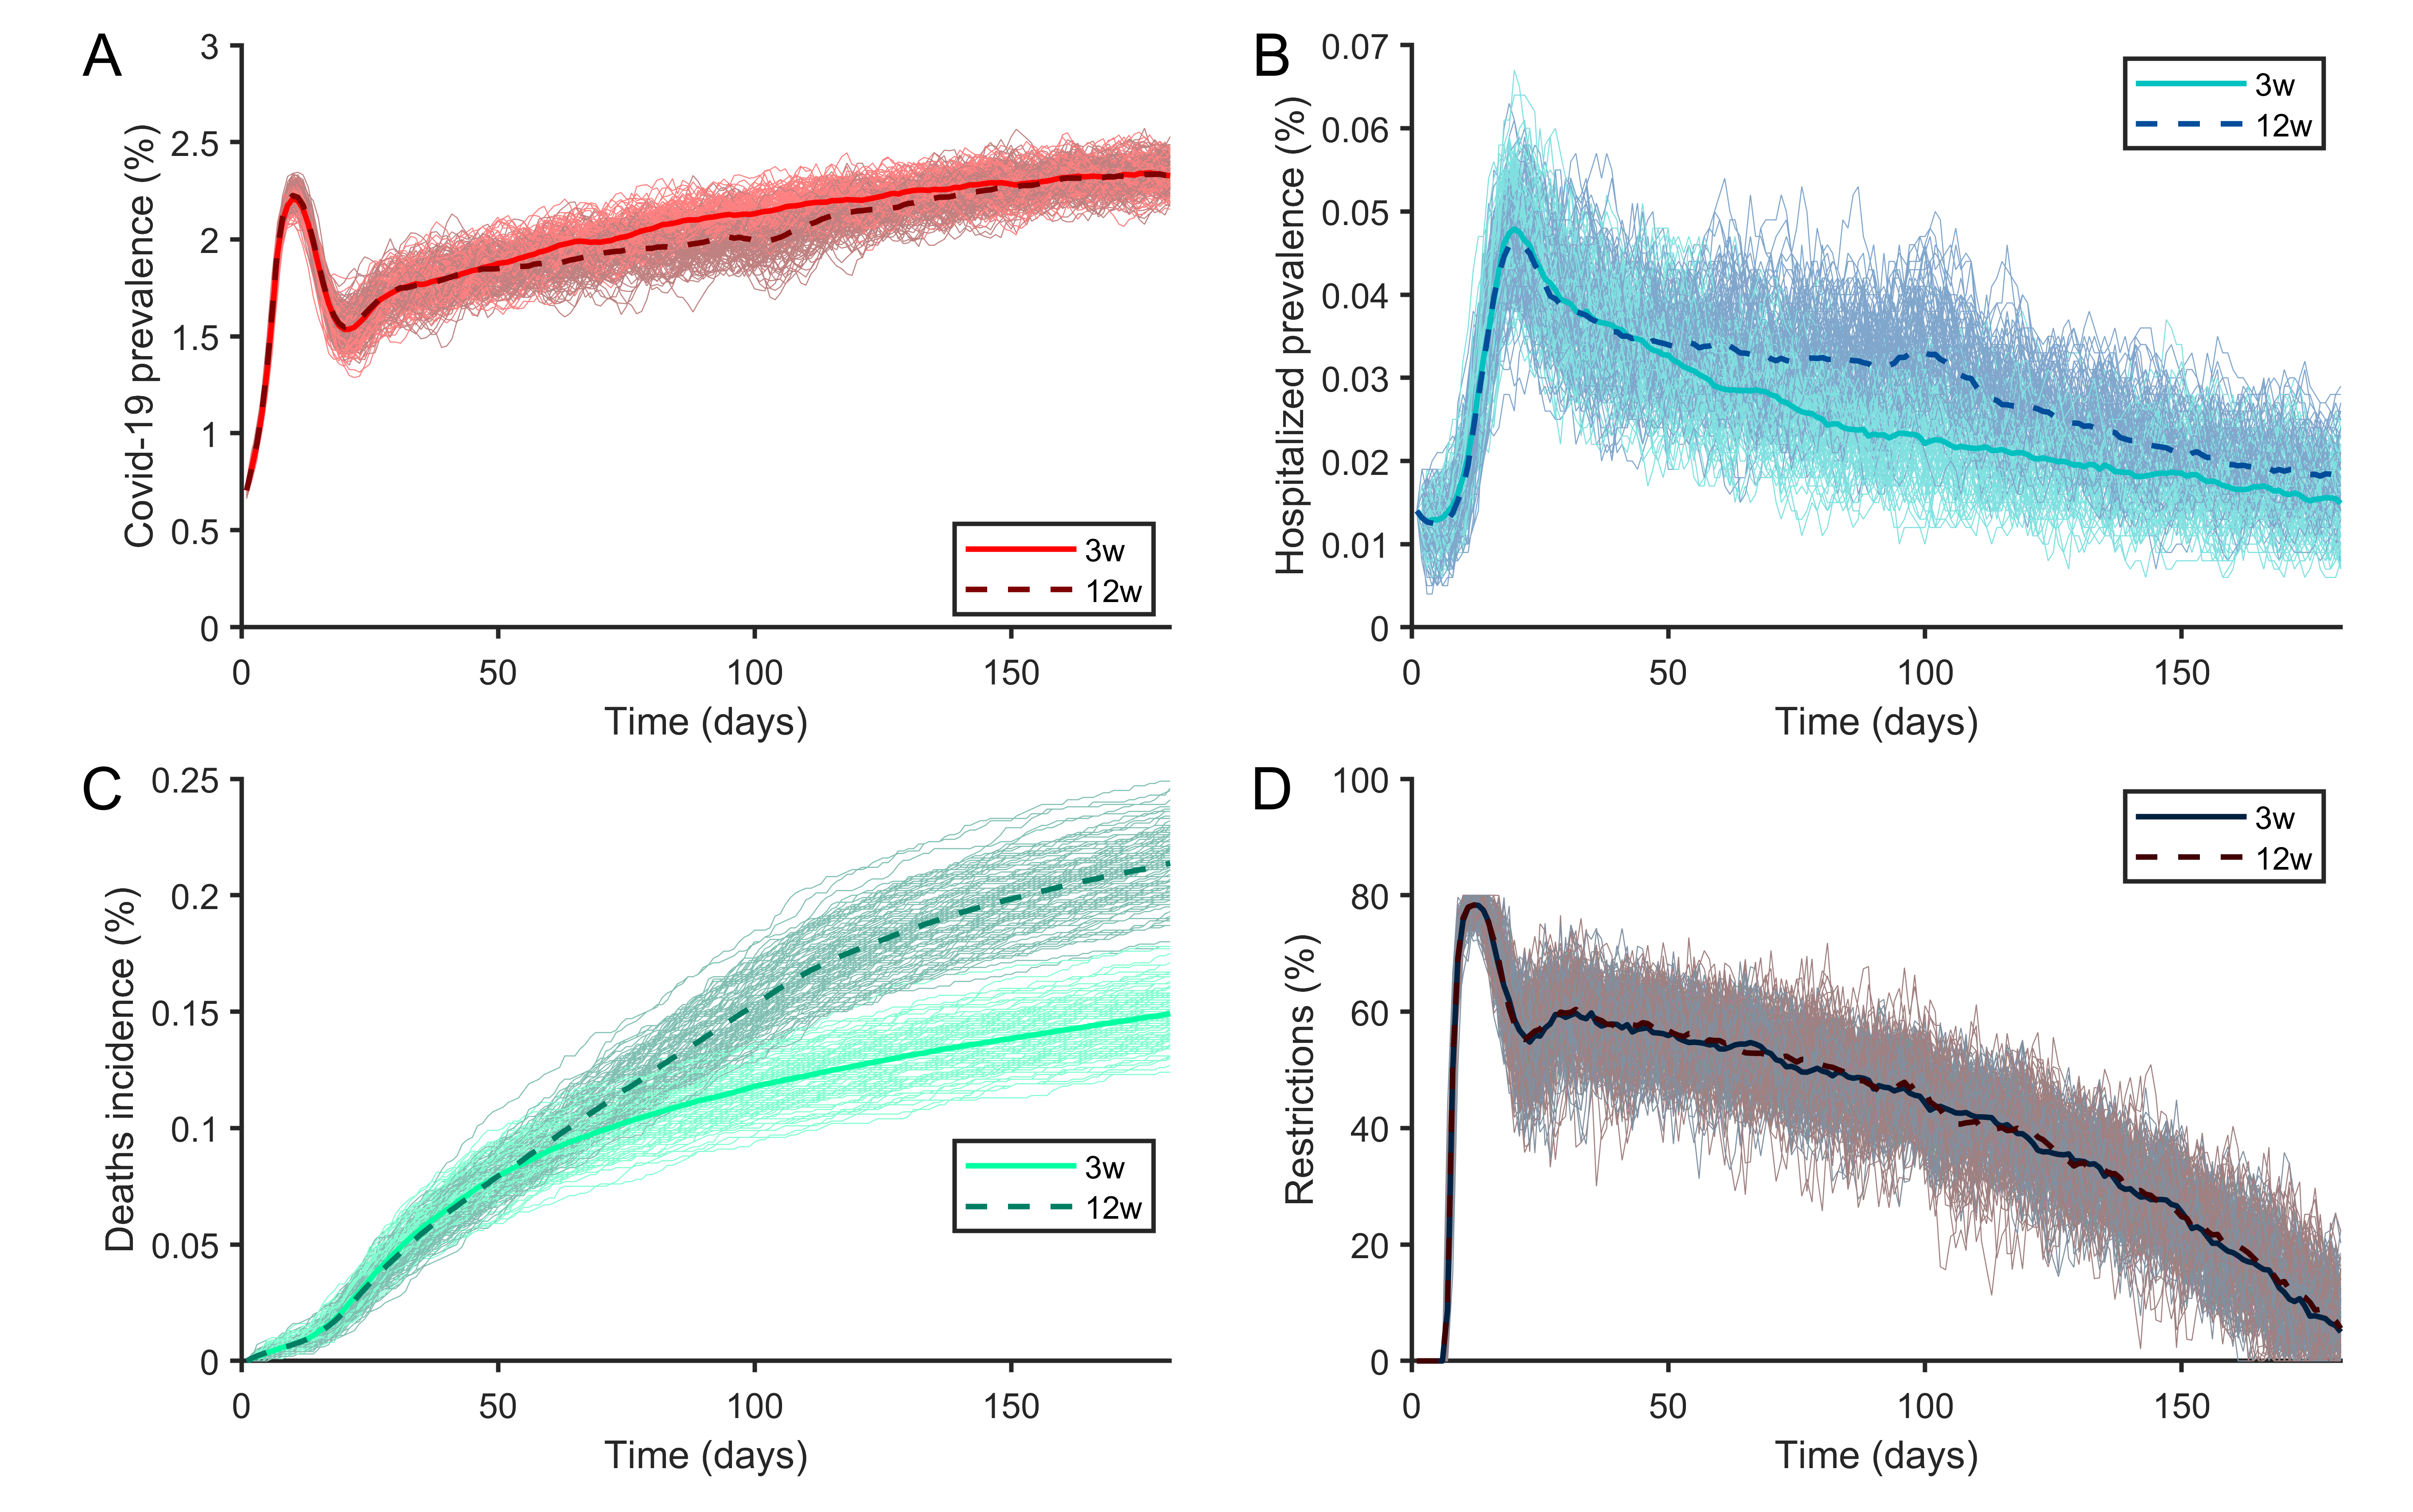 A
Covid-19 prevalence (%)
3
2.5
2
1.5
1
0.5
0
0 50 100 150
Time (days)
3w
12w
B
Hospitalized prevalence (%)
0.07
0.06
0.05
0.04
0.03
0.02
0.01
0
0 50 100 150
Time (days)
3w
12w
C
Deaths incidence (%)
0.25
0.2
0.15
0.1
0.05
0
0 50 100 150
Time (days)
3w
12w
D
Restrictions (%)
100
80
60
40
20
0
0 50 100 150
Time (days)
3w
12w